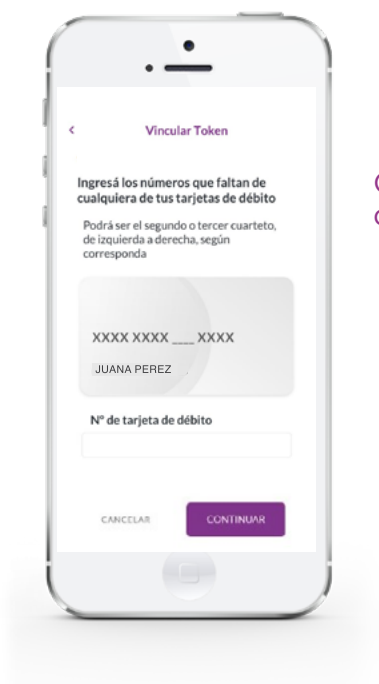 <
Vincular Token
Ingresá los números que faltan de
cualquiera de tus tarjetas de débito
Podrá ser el segundo o tercer cuarteto,
de izquierda a derecha, según
corresponda
XXXX XXXX ____ XXXX
JUANA PEREZ
Nº de tarjeta de débito
CANCELAR
CONTINUAR